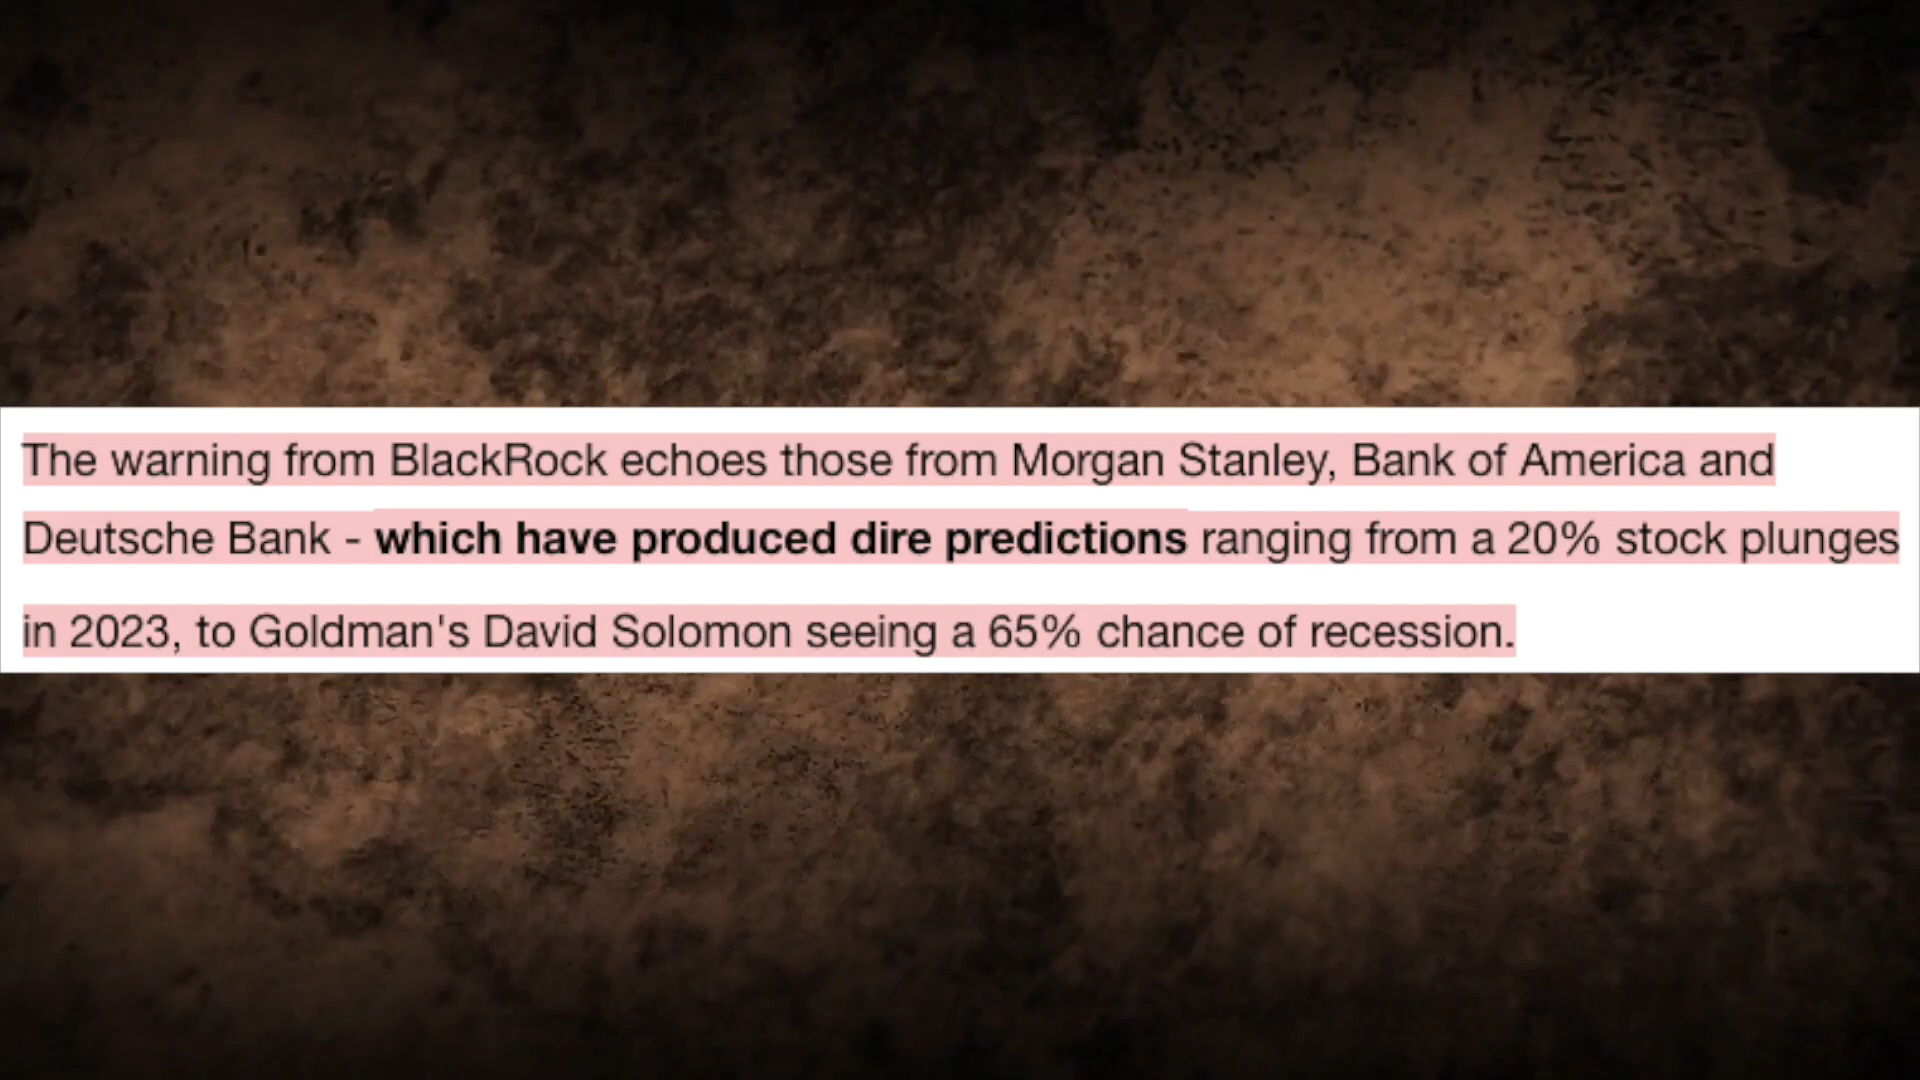 The warning from BlackRock echoes those from Morgan Stanley, Bank of America and
Deutsche Bank - which have produced dire predictions ranging from a 20% stock plunges
in 2023, to Goldman's David Solomon seeing a 65% chance of recession.